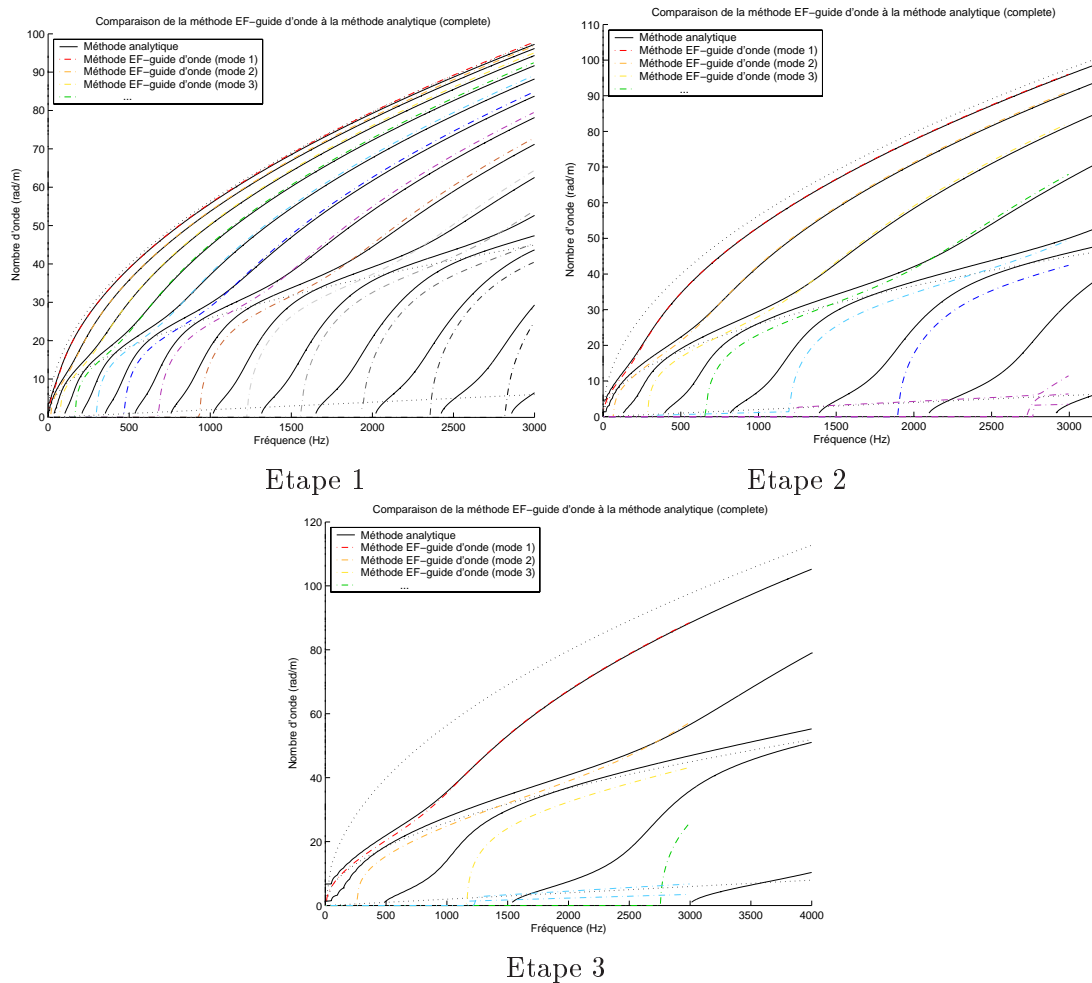 Comparaison de la méthode EF−guide d'onde à la méthode analytique (complete)
100
90
80
70
60
50
40
30
20
10
0
Nombre d'onde (rad/m)
Méthode analytique
Méthode EF−guide d'onde (mode 1)
Méthode EF−guide d'onde (mode 2)
Méthode EF−guide d'onde (mode 3)
...
0 500 1000 1500 2000 2500 3000
Fréquence (Hz)
Etape 1
Comparaison de la méthode EF−guide d'onde à la méthode analytique (complete)
110
100
90
80
70
60
50
40
30
20
10
0
Nombre d'onde (rad/m)
Méthode analytique
Méthode EF−guide d'onde (mode 1)
Méthode EF−guide d'onde (mode 2)
Méthode EF−guide d'onde (mode 3)
...
0 500 1000 1500 2000 2500 3000
Fréquence (Hz)
Etape 2
Comparaison de la méthode EF−guide d'onde à la méthode analytique (complete)
120
100
80
60
40
20
0
Nombre d'onde (rad/m)
Méthode analytique
Méthode EF−guide d'onde (mode 1)
Méthode EF−guide d'onde (mode 2)
Méthode EF−guide d'onde (mode 3)
...
0 500 1000 1500 2000 2500 3000 3500 4000
Fréquence (Hz)
Etape 3